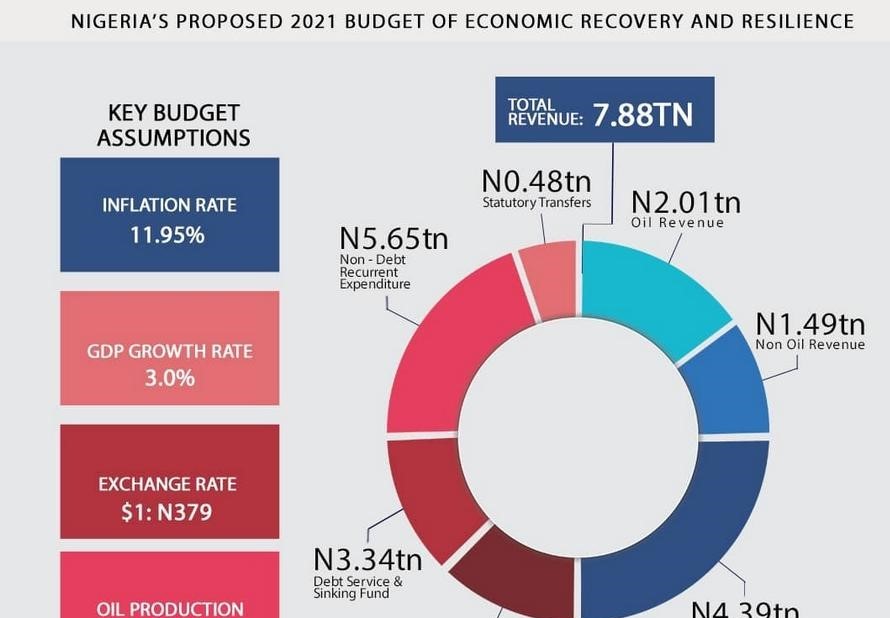 NIGERIA'S PROPOSED 2021 BUDGET OF ECONOMIC RECOVERY AND RESILIENCE
KEY BUDGET
ASSUMPTIONS
INFLATION RATE
11.95%
GDP GROWTH RATE
3.0%
EXCHANGE RATE
$1: N379
OIL PRODUCTION
TOTAL
REVENUE: 7.88TN
N0.48tn
Statutory Transfers
N2.01tn
Oil Revenue
N5.65tn
Non - Debt
Recurrent
Expenditure
N1.49tn
Non Oil Revenue
N3.34tn
Debt Service &
Sinking Fund
N4.39tn